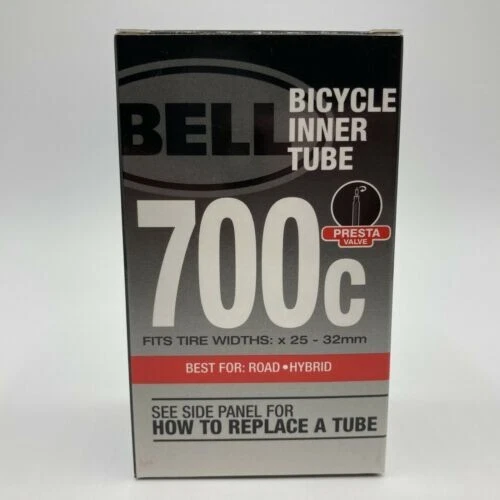 BELL
BICYCLE
INNER
TUBE
700c
PRESTA
VALVE
FITS TIRE WIDTHS: x 25 - 32mm
BEST FOR: ROAD • HYBRID
SEE SIDE PANEL FOR
HOW TO REPLACE A TUBE